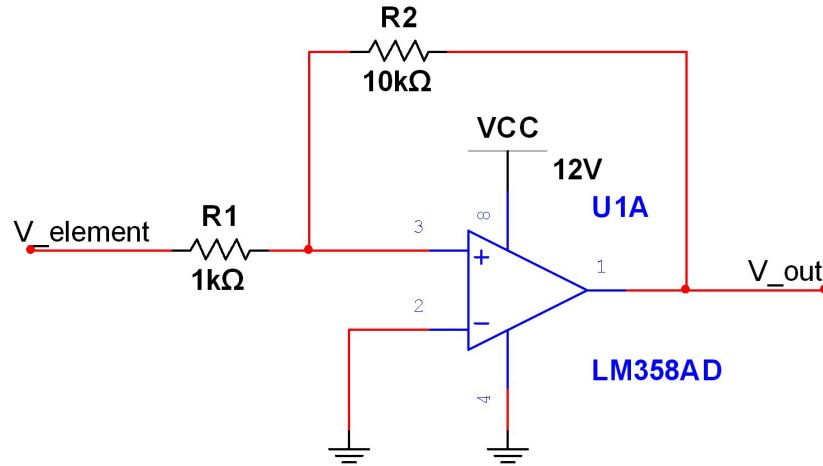 R2
10kΩ
VCC
12V
8
U1A
R1
V_element
3
+
1
V_out
1kΩ
2
−
LM358AD
4